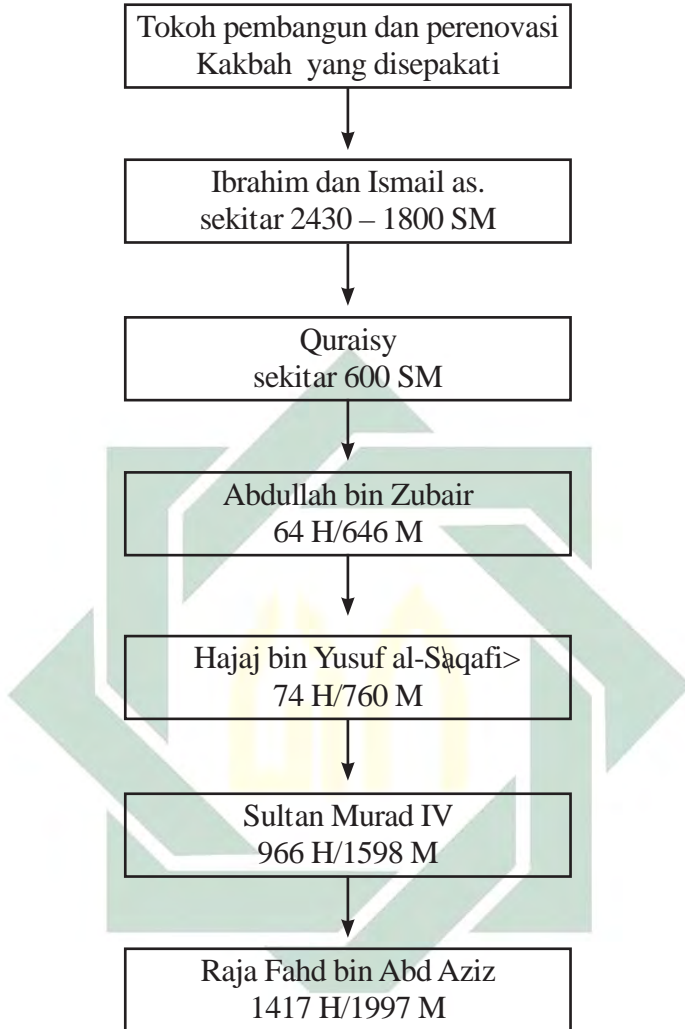 Tokoh pembangun dan perenovasi
Kakbah yang disepakati
Ibrahim dan Ismail as.
sekitar 2430 – 1800 SM
Quraisy
sekitar 600 SM
Abdullah bin Zubair
64 H/646 M
Hajaj bin Yusuf al-Sa\qafi>
74 H/760 M
Sultan Murad IV
966 H/1598 M
Raja Fahd bin Abd Aziz
1417 H/1997 M